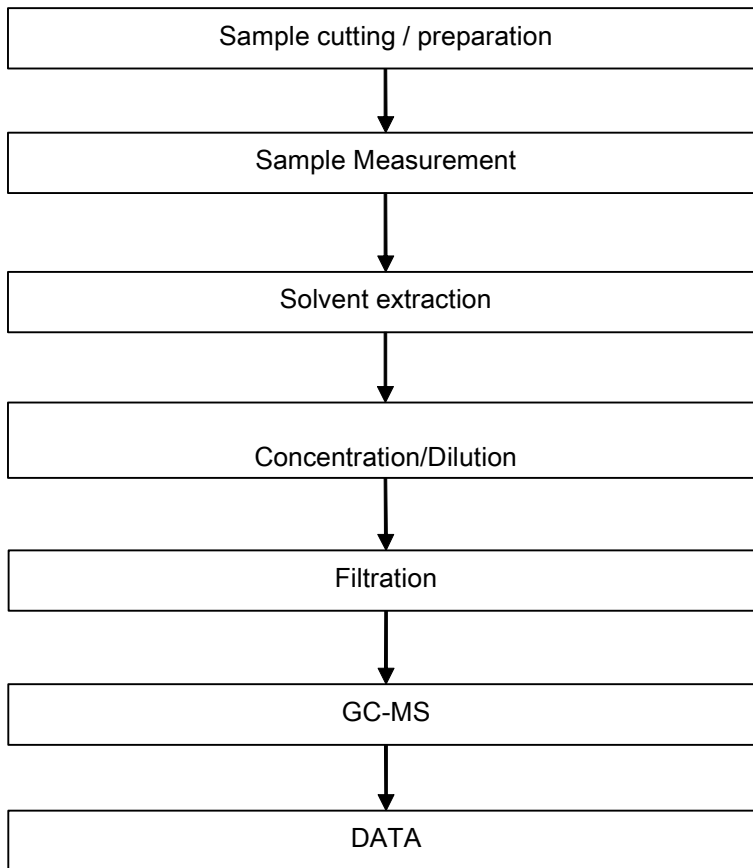 Sample cutting / preparation
Sample Measurement
Solvent extraction
Concentration/Dilution
Filtration
GC-MS
DATA